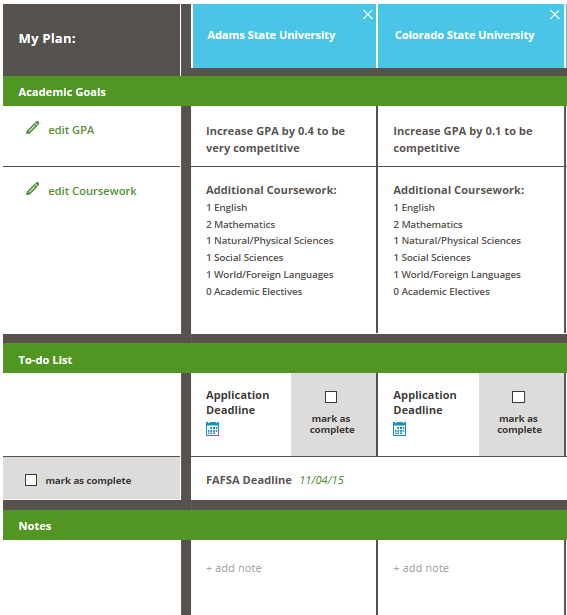 My Plan:
Adams State University
Colorado State University
Academic Goals
edit GPA
Increase GPA by 0.4 to be
very competitive
Increase GPA by 0.1 to be
competitive
edit Coursework
Additional Coursework:
1 English
2 Mathematics
1 Natural/Physical Sciences
1 Social Sciences
1 World/Foreign Languages
0 Academic Electives
Additional Coursework:
1 English
2 Mathematics
1 Natural/Physical Sciences
1 Social Sciences
1 World/Foreign Languages
0 Academic Electives
To-do List
Application
Deadline
mark as
complete
Application
Deadline
mark as
complete
mark as complete
FAFSA Deadline 11/04/15
Notes
+ add note
+ add note